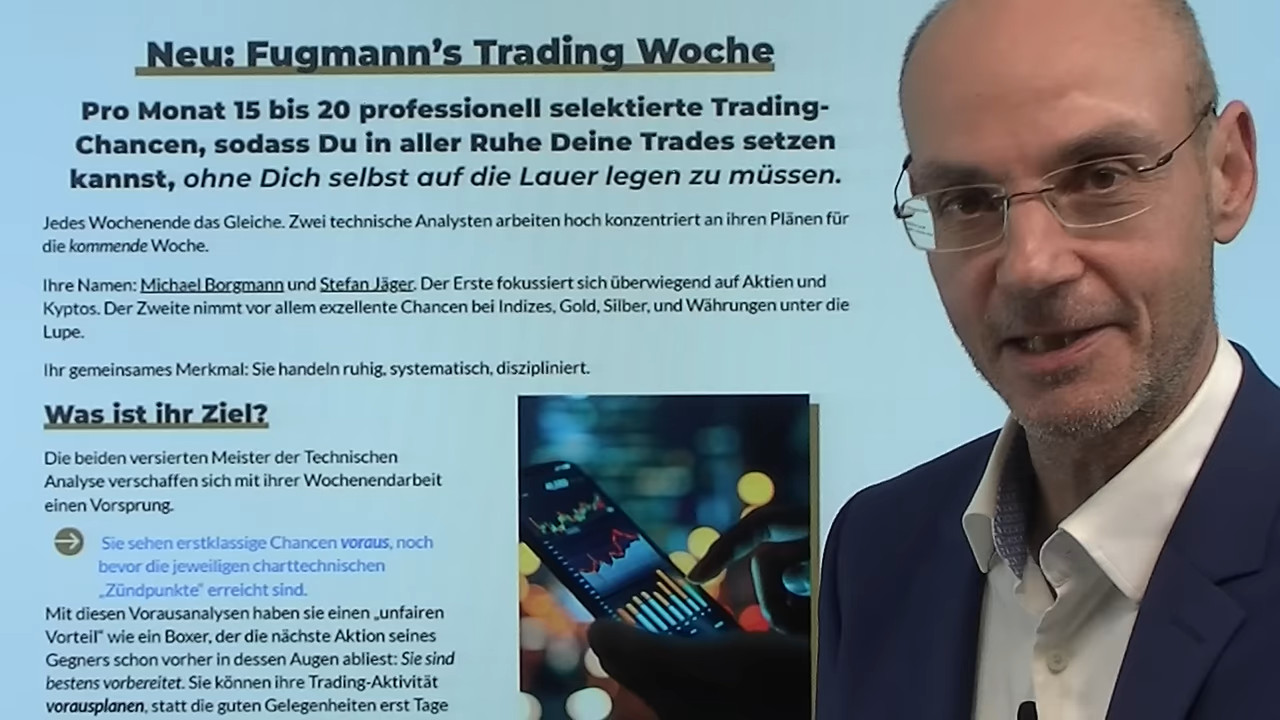 Neu: Fugmann’s Trading Woche
Pro Monat 15 bis 20 professionell selektierte Trading-
Chancen, sodass Du in aller Ruhe Deine Trades setzen
kannst, ohne Dich selbst auf die Lauer legen zu müssen.
Jedes Wochenende das Gleiche. Zwei technische Analysten arbeiten hoch konzentriert an ihren Plänen für
die kommende Woche.
Ihre Namen: Michael Borgmann und Stefan Jäger. Der Erste fokussiert sich überwiegend auf Aktien und
Kyptos. Der Zweite nimmt vor allem exzellente Chancen bei Indizes, Gold, Silber, und Währungen unter die
Lupe.
Ihr gemeinsames Merkmal: Sie handeln ruhig, systematisch, diszipliniert.
Was ist ihr Ziel?
Die beiden versierten Meister der Technischen
Analyse verschaffen sich mit ihrer Wochenendarbeit
einen Vorsprung.
Sie sehen erstklassige Chancen voraus, noch
bevor die jeweiligen charttechnischen
„Zündpunkte“ erreicht sind.
Mit diesen Vorausanalysen haben sie einen „unfairen
Vorteil“ wie ein Boxer, der die nächste Aktion seines
Gegners schon vorher in dessen Augen abliest: Sie sind
bestens vorbereitet. Sie können ihre Trading-Aktivität
vorausplanen, statt die guten Gelegenheiten erst Tage